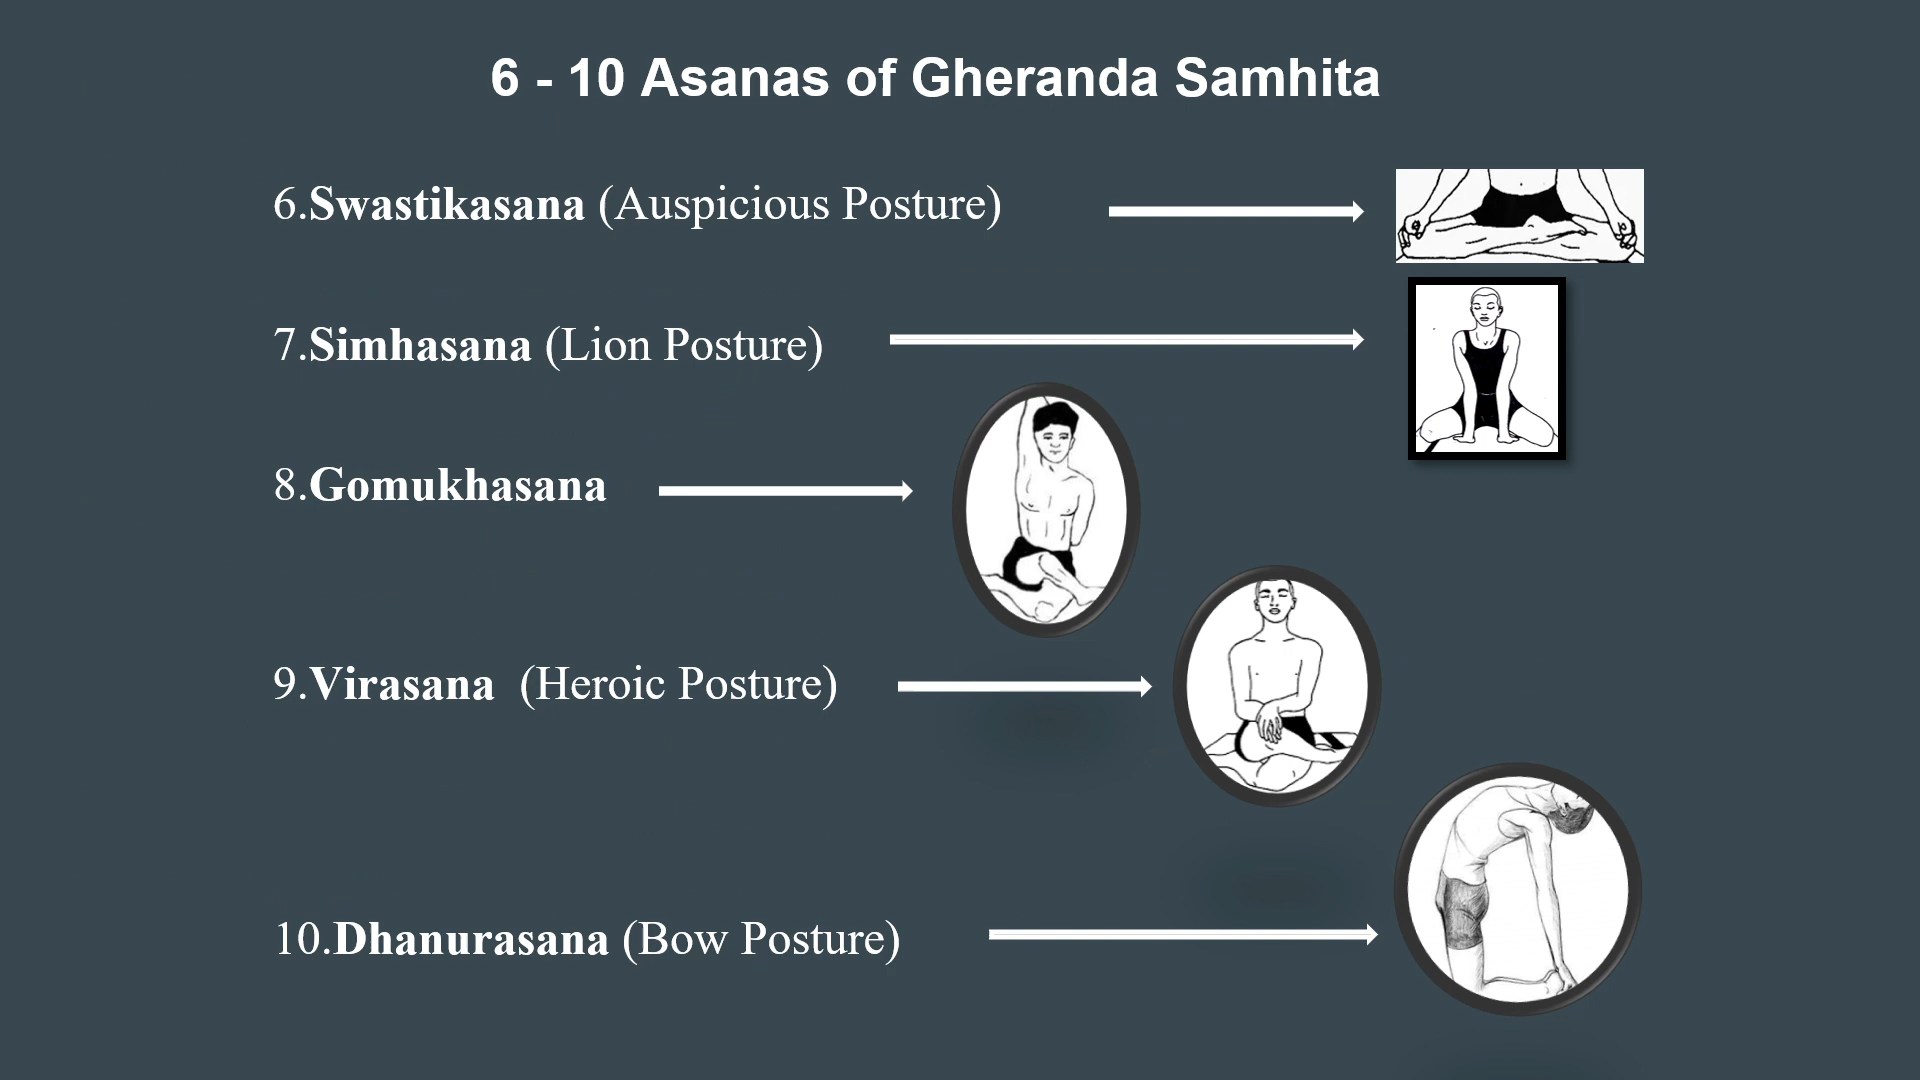 6 - 10 Asanas of Gheranda Samhita
6.Swastikasana (Auspicious Posture)
7.Simhasana (Lion Posture)
8.Gomukhasana
9.Virasana  (Heroic Posture)
10.Dhanurasana (Bow Posture)